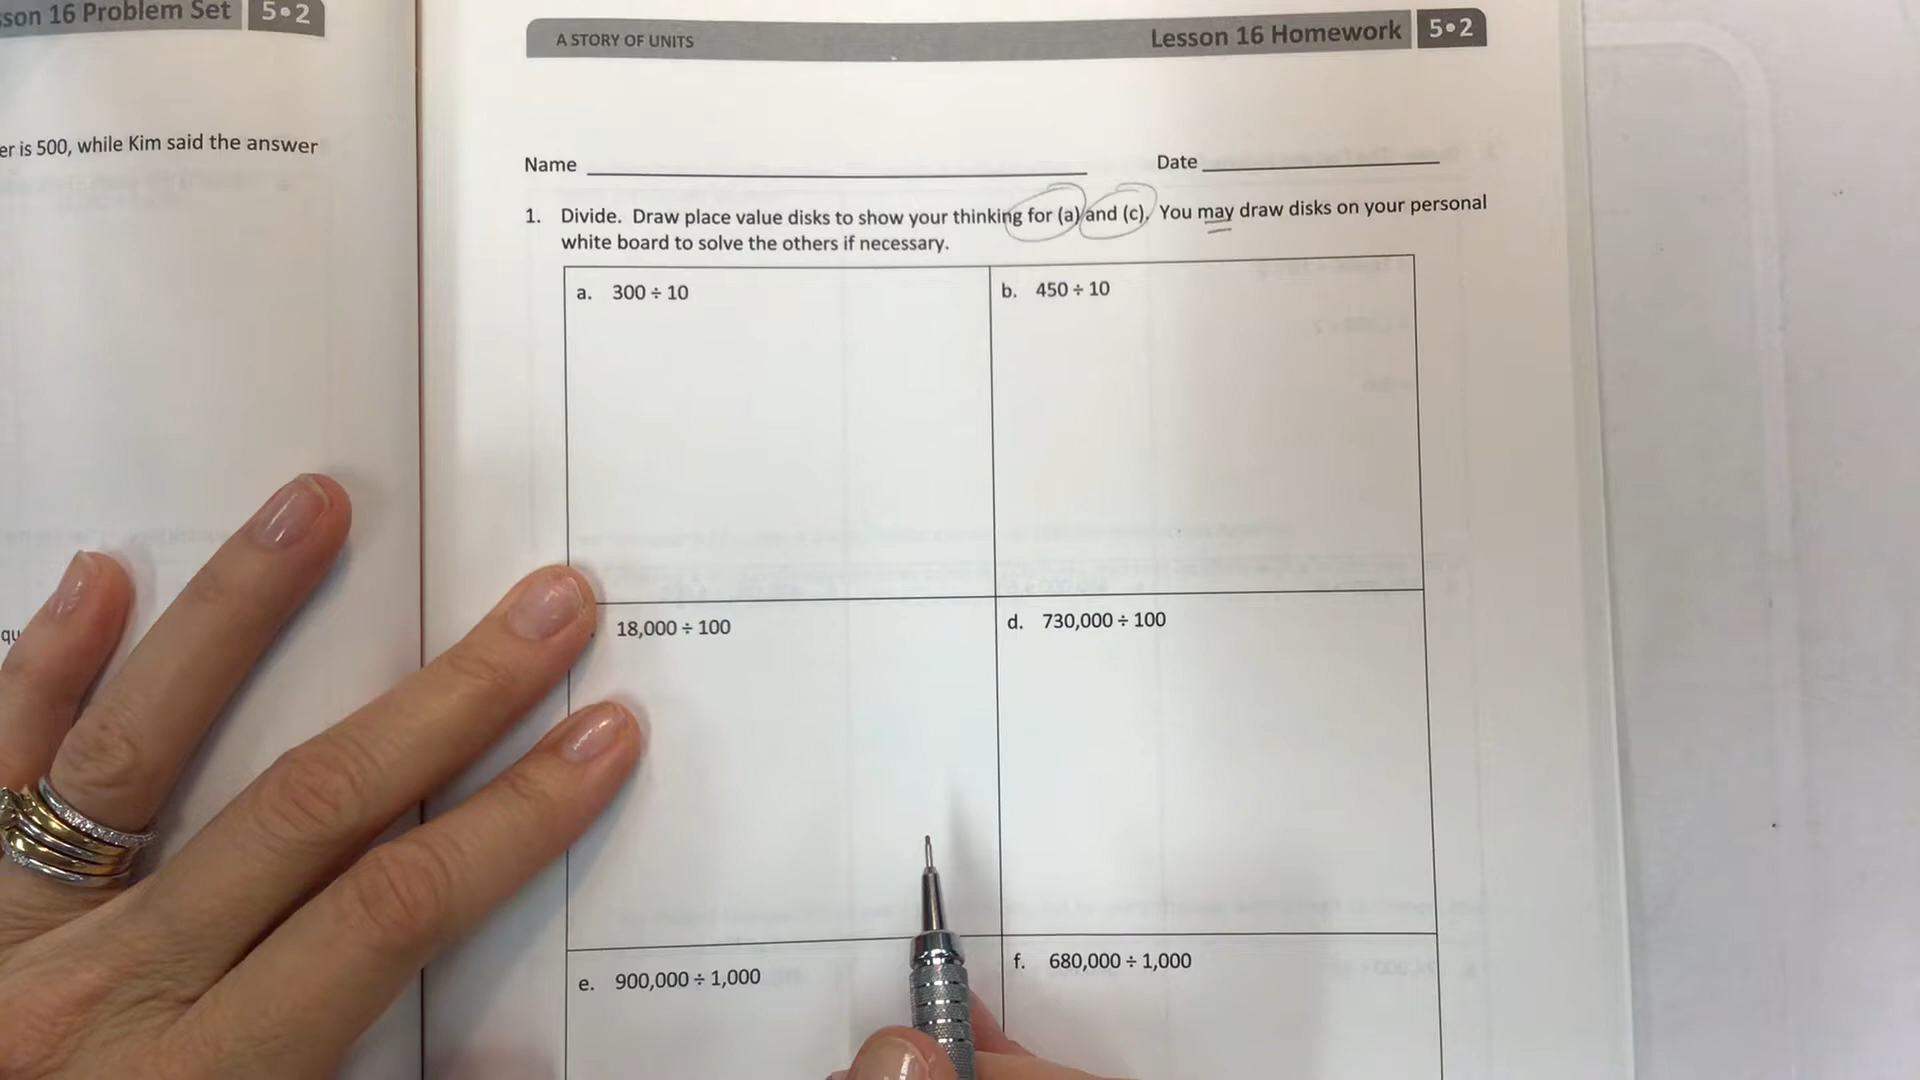 son 16 Problem Set 5•2
er is 500, while Kim said the answer
qu
A STORY OF UNITS Lesson 16 Homework 5•2
Name Date
1. Divide. Draw place value disks to show your thinking for (a) and (c). You may draw disks on your personal
white board to solve the others if necessary.
a. 300 ÷ 10
b. 450 ÷ 10
18,000 ÷ 100
d. 730,000 ÷ 100
e. 900,000 ÷ 1,000
f. 680,000 ÷ 1,000